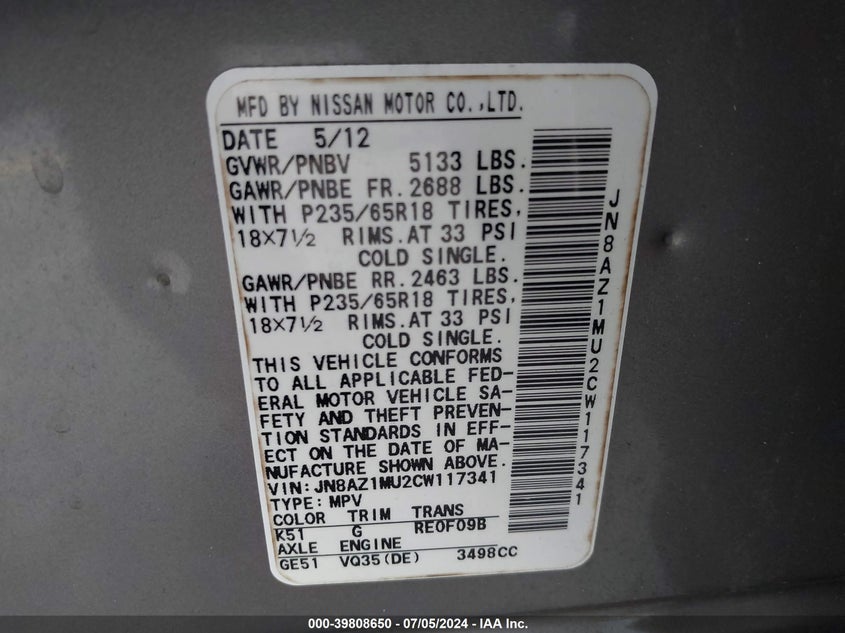 MFD BY NISSAN MOTOR CO.,LTD.
DATE 5/12
GVWR/PNBV 5133 LBS.
GAWR/PNBE FR. 2688 LBS.
WITH P235/65R18 TIRES,
18×7½ RIMS. AT 33 PSI
COLD SINGLE.
GAWR/PNBE RR. 2463 LBS.
WITH P235/65R18 TIRES,
18×7½ RIMS. AT 33 PSI
COLD SINGLE.
THIS VEHICLE CONFORMS
TO ALL APPLICABLE FED-
ERAL MOTOR VEHICLE SA-
FETY AND THEFT PREVEN-
TION STANDARDS IN EFF-
ECT ON THE DATE OF MA-
NUFACTURE SHOWN ABOVE.
VIN: JN8AZ1MU2CW117341
TYPE: MPV
COLOR TRIM TRANS
K51 G RE0F09B
AXLE ENGINE
GE51 VQ35(DE) 3498CC
JN8AZ1MU2CW117341
000-39808650 - 07/05/2024 - IAA Inc.